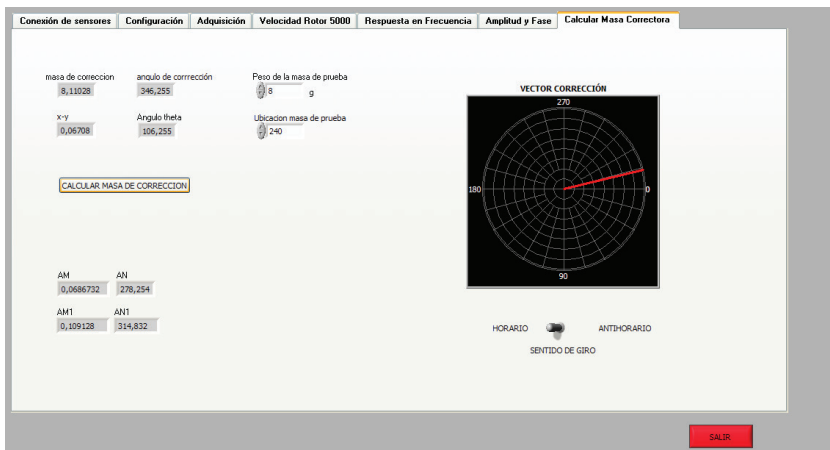 Conexión de sensores Configuración Adquisición Velocidad Rotor 5000 Respuesta en Frecuencia Amplitud y Fase Calcular Masa Correctora
masa de correccion angulo de corrrección Peso de la masa de prueba
8,11028 346,255 8 g
x-y Angulo theta Ubicacion masa de prueba
0,06708 106,255 240
CALCULAR MASA DE CORRECCION
AM AN
0,0686732 278,254
AM1 AN1
0,109128 314,832
VECTOR CORRECCIÓN
270
180 0
90
HORARIO ANTIHORARIO
SENTIDO DE GIRO
SALIR